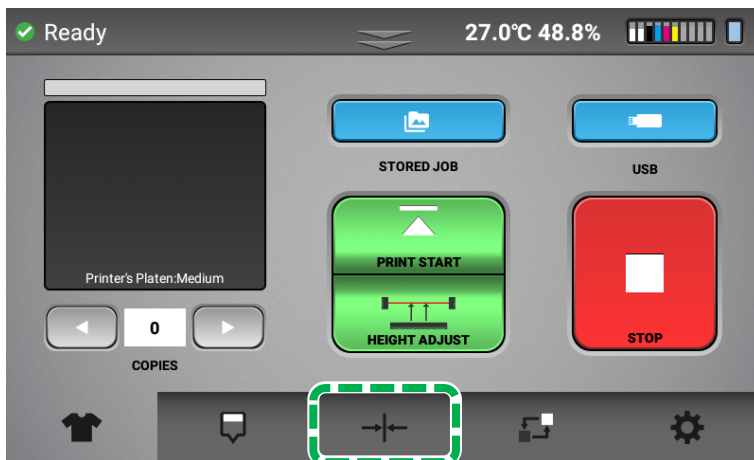 Ready
27.0℃ 48.8%
STORED JOB
USB
Printer's Platen:Medium
PRINT START
HEIGHT ADJUST
STOP
0
COPIES